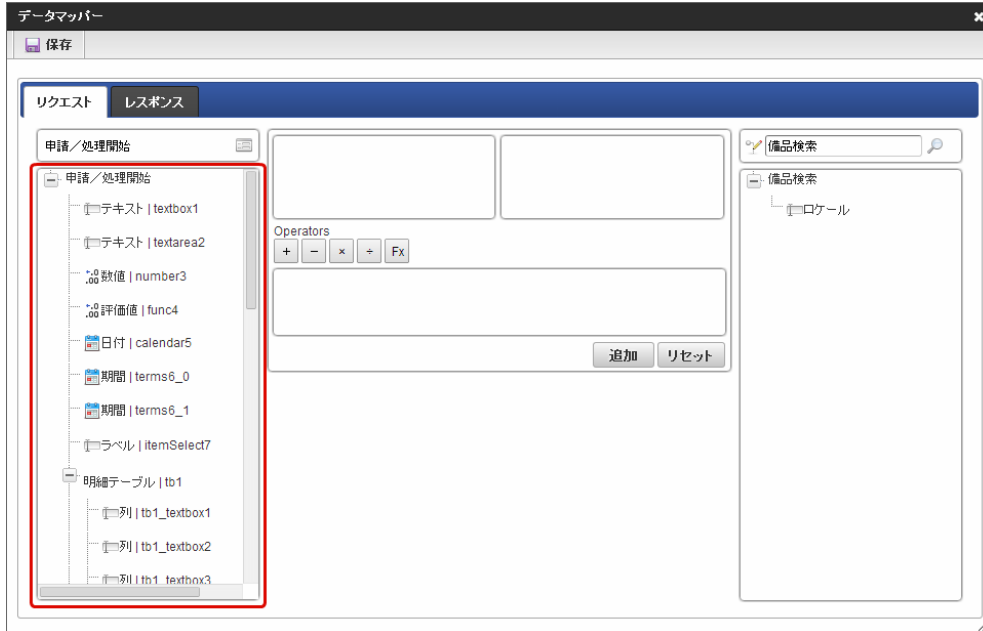 データマッパー
保存
リクエスト
レスポンス
申請/処理開始
申請/処理開始
テキスト | textbox1
テキスト | textarea2
数値 | number3
評価値 | func4
日付 | calendar5
期間 | terms6_0
期間 | terms6_1
ラベル | itemSelect7
明細テーブル | tb1
列 | tb1_textbox1
列 | tb1_textbox2
列 | tb1_textbox3
Operators
+ − × ÷ Fx
追加 リセット
備品検索
備品検索
ロケール